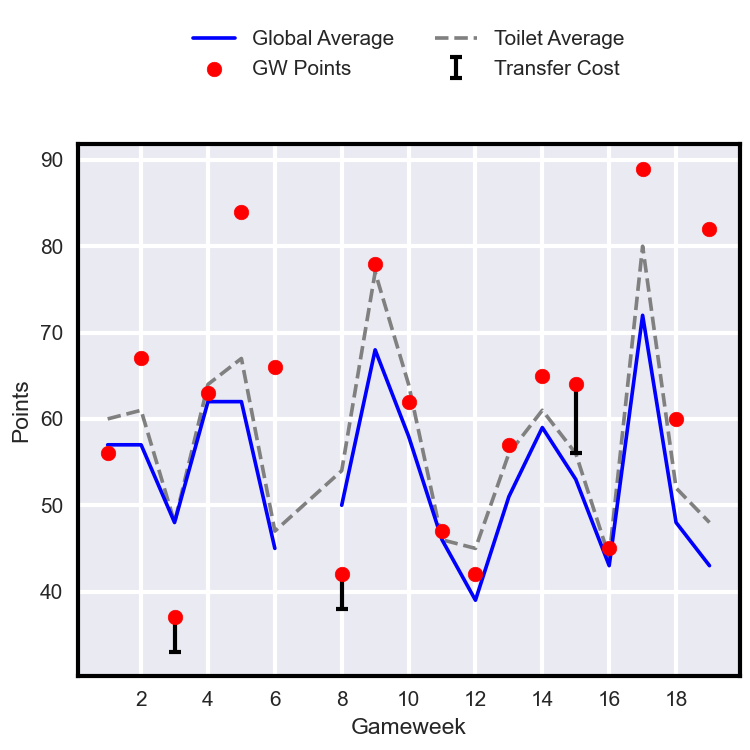 Global Average
Toilet Average
GW Points
Transfer Cost
90
80
70
60
50
40
Points
2 4 6 8 10 12 14 16 18
Gameweek